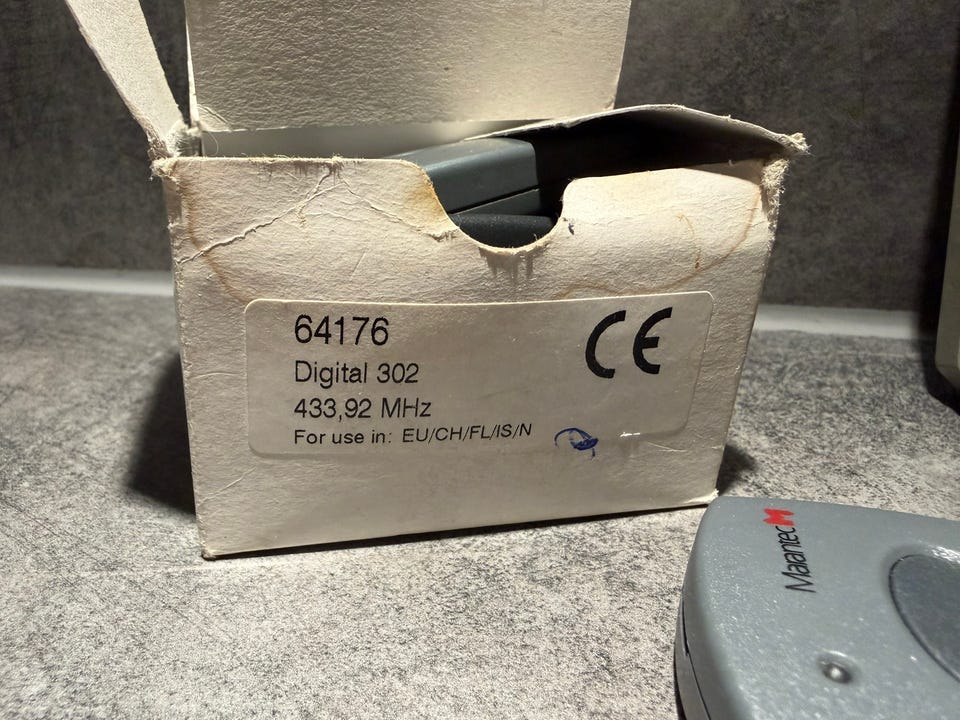 64176
Digital 302
433,92 MHz
For use in: EU/CH/FL/IS/N
CE
Marantec M